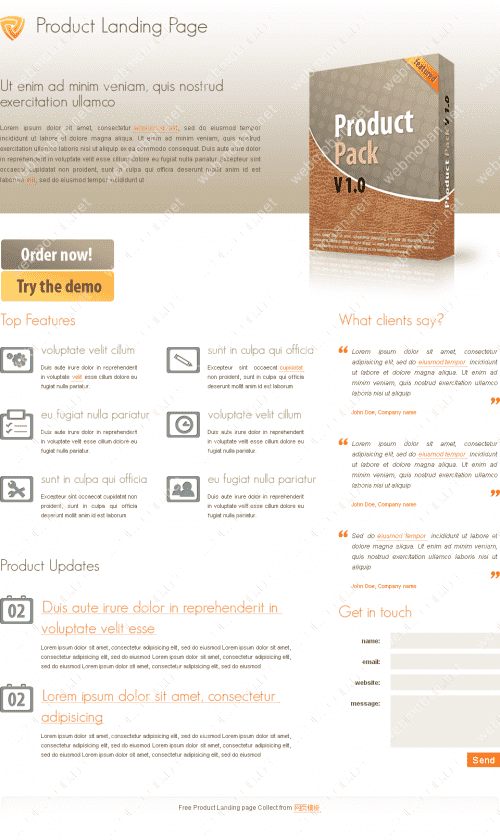 Product Landing Page
Ut enim ad minim veniam, quis nostrud
exercitation ullamco
Lorem ipsum dolor sit amet, consectetur adipisicing elit, sed do eiusmod tempor
incididunt ut labore et dolore magna aliqua. Ut enim ad minim veniam, quis nostrud
exercitation ullamco laboris nisi ut aliquip ex ea commodo consequat. Duis aute irure dolor
in reprehenderit in voluptate velit esse cillum dolore eu fugiat nulla pariatur. Excepteur sint
occaecat cupidatat non proident, sunt in culpa qui officia deserunt mollit anim id est
laborum elit, sed do eiusmod tempor incididunt ut
featured
Product
Pack
V 1.0
Product Pack V 1.0
Order now!
Try the demo
Top Features
voluptate velit cillum
Duis aute irure dolor in reprehenderit
in voluptate velit esse cillum dolore eu
fugiat nulla pariatur.
sunt in culpa qui officia
Excepteur sint occaecat cupidatat
non proident, sunt in culpa qui officia
deserunt mollit anim id est laborum
eu fugiat nulla pariatur
Duis aute irure dolor in reprehenderit
in voluptate velit esse cillum dolore eu
fugiat nulla pariatur.
voluptate velit cillum
Duis aute irure dolor in reprehenderit
in voluptate velit esse cillum dolore eu
fugiat nulla pariatur.
sunt in culpa qui officia
Excepteur sint occaecat cupidatat non
proident, sunt in culpa qui officia
deserunt mollit anim id est laborum
eu fugiat nulla pariatur
Duis aute irure dolor in reprehenderit
in voluptate velit esse cillum dolore eu
fugiat nulla pariatur.
What clients say?
Lorem ipsum dolor sit amet, consectetur
adipisicing elit, sed do eiusmod tempor incididunt
ut labore et dolore magna aliqua. Ut enim ad
minim veniam, quis nostrud exercitation ullamco
laboris nisi ut aliquip
John Doe, Company name
Lorem ipsum dolor sit amet, consectetur
adipisicing elit, sed do eiusmod tempor incididunt
ut labore et dolore magna aliqua. Ut enim ad
minim veniam, quis nostrud exercitation ullamco
laboris nisi ut aliquip
John Doe, Company name
Sed do eiusmod tempor incididunt ut labore et
dolore magna aliqua. Ut enim ad minim veniam,
quis nostrud exercitation ullamco laboris nisi ut
aliquip
John Doe, Company name
Product Updates
02
Duis aute irure dolor in reprehenderit in
voluptate velit esse
Lorem ipsum dolor sit amet, consectetur adipisicing elit, sed do eiusmod Lorem ipsum dolor sit amet,
consectetur adipisicing elit, sed do eiusmod Lorem ipsum dolor sit amet, consectetur adipisicing elit,
sed do eiusmod Lorem ipsum dolor sit amet, consectetur adipisicing elit, sed do eiusmod
02
Lorem ipsum dolor sit amet, consectetur
adipisicing
Lorem ipsum dolor sit amet, consectetur adipisicing elit, sed do eiusmod Lorem ipsum dolor sit amet,
consectetur adipisicing elit, sed do eiusmod Lorem ipsum dolor sit amet, consectetur adipisicing elit,
sed do eiusmod Lorem ipsum dolor sit amet, consectetur adipisicing elit, sed do eiusmod
Get in touch
name:
email:
website:
message:
Send
Free Product Landing page Collect from 网页模板